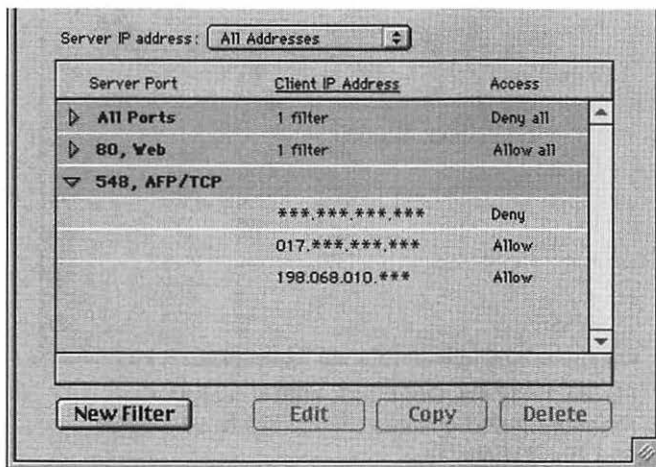 Server IP address: All Addresses
Server Port Client IP Address Access
All Ports 1 filter Deny all
80, Web 1 filter Allow all
548, AFP/TCP
***.***.***.*** Deny
017.***.***.*** Allow
198.068.010.*** Allow
New Filter Edit Copy Delete